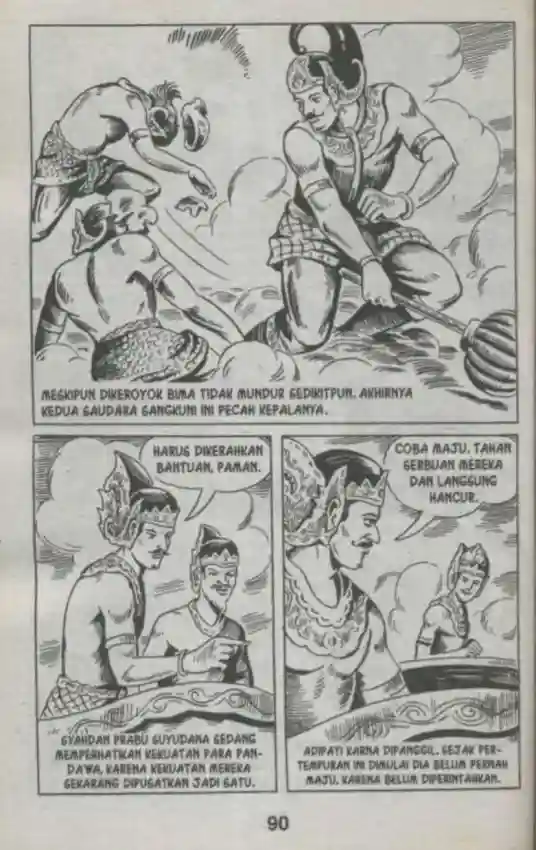 MESKIPUN DIKEROYOK BIMA TIDAK MUNDUR SEDIKITPUN. AKHIRNYA
KEDUA SAUDARA SANGKUNI INI PECAH KEPALANYA.
HARUS DIKERAHKAN
BANTUAN, PAMAN.
COBA MAJU. TAHAN
SERBUAN MEREKA
DAN LANGSUNG
HANCUR.
SYAHDAN PRABU SUYUDANA SEDANG
MEMPERHATIKAN KEKUATAN PARA PAN-
DAWA, KARENA KEKUATAN MEREKA
SEKARANG DIPUSATKAN JADI SATU.
ADIPATI KARNA DIPANGGIL. SEJAK PER-
TEMPURAN INI DIMULAI DIA BELUM PERNAH
MAJU, KARENA BELUM DIPERINTAHKAN.
90